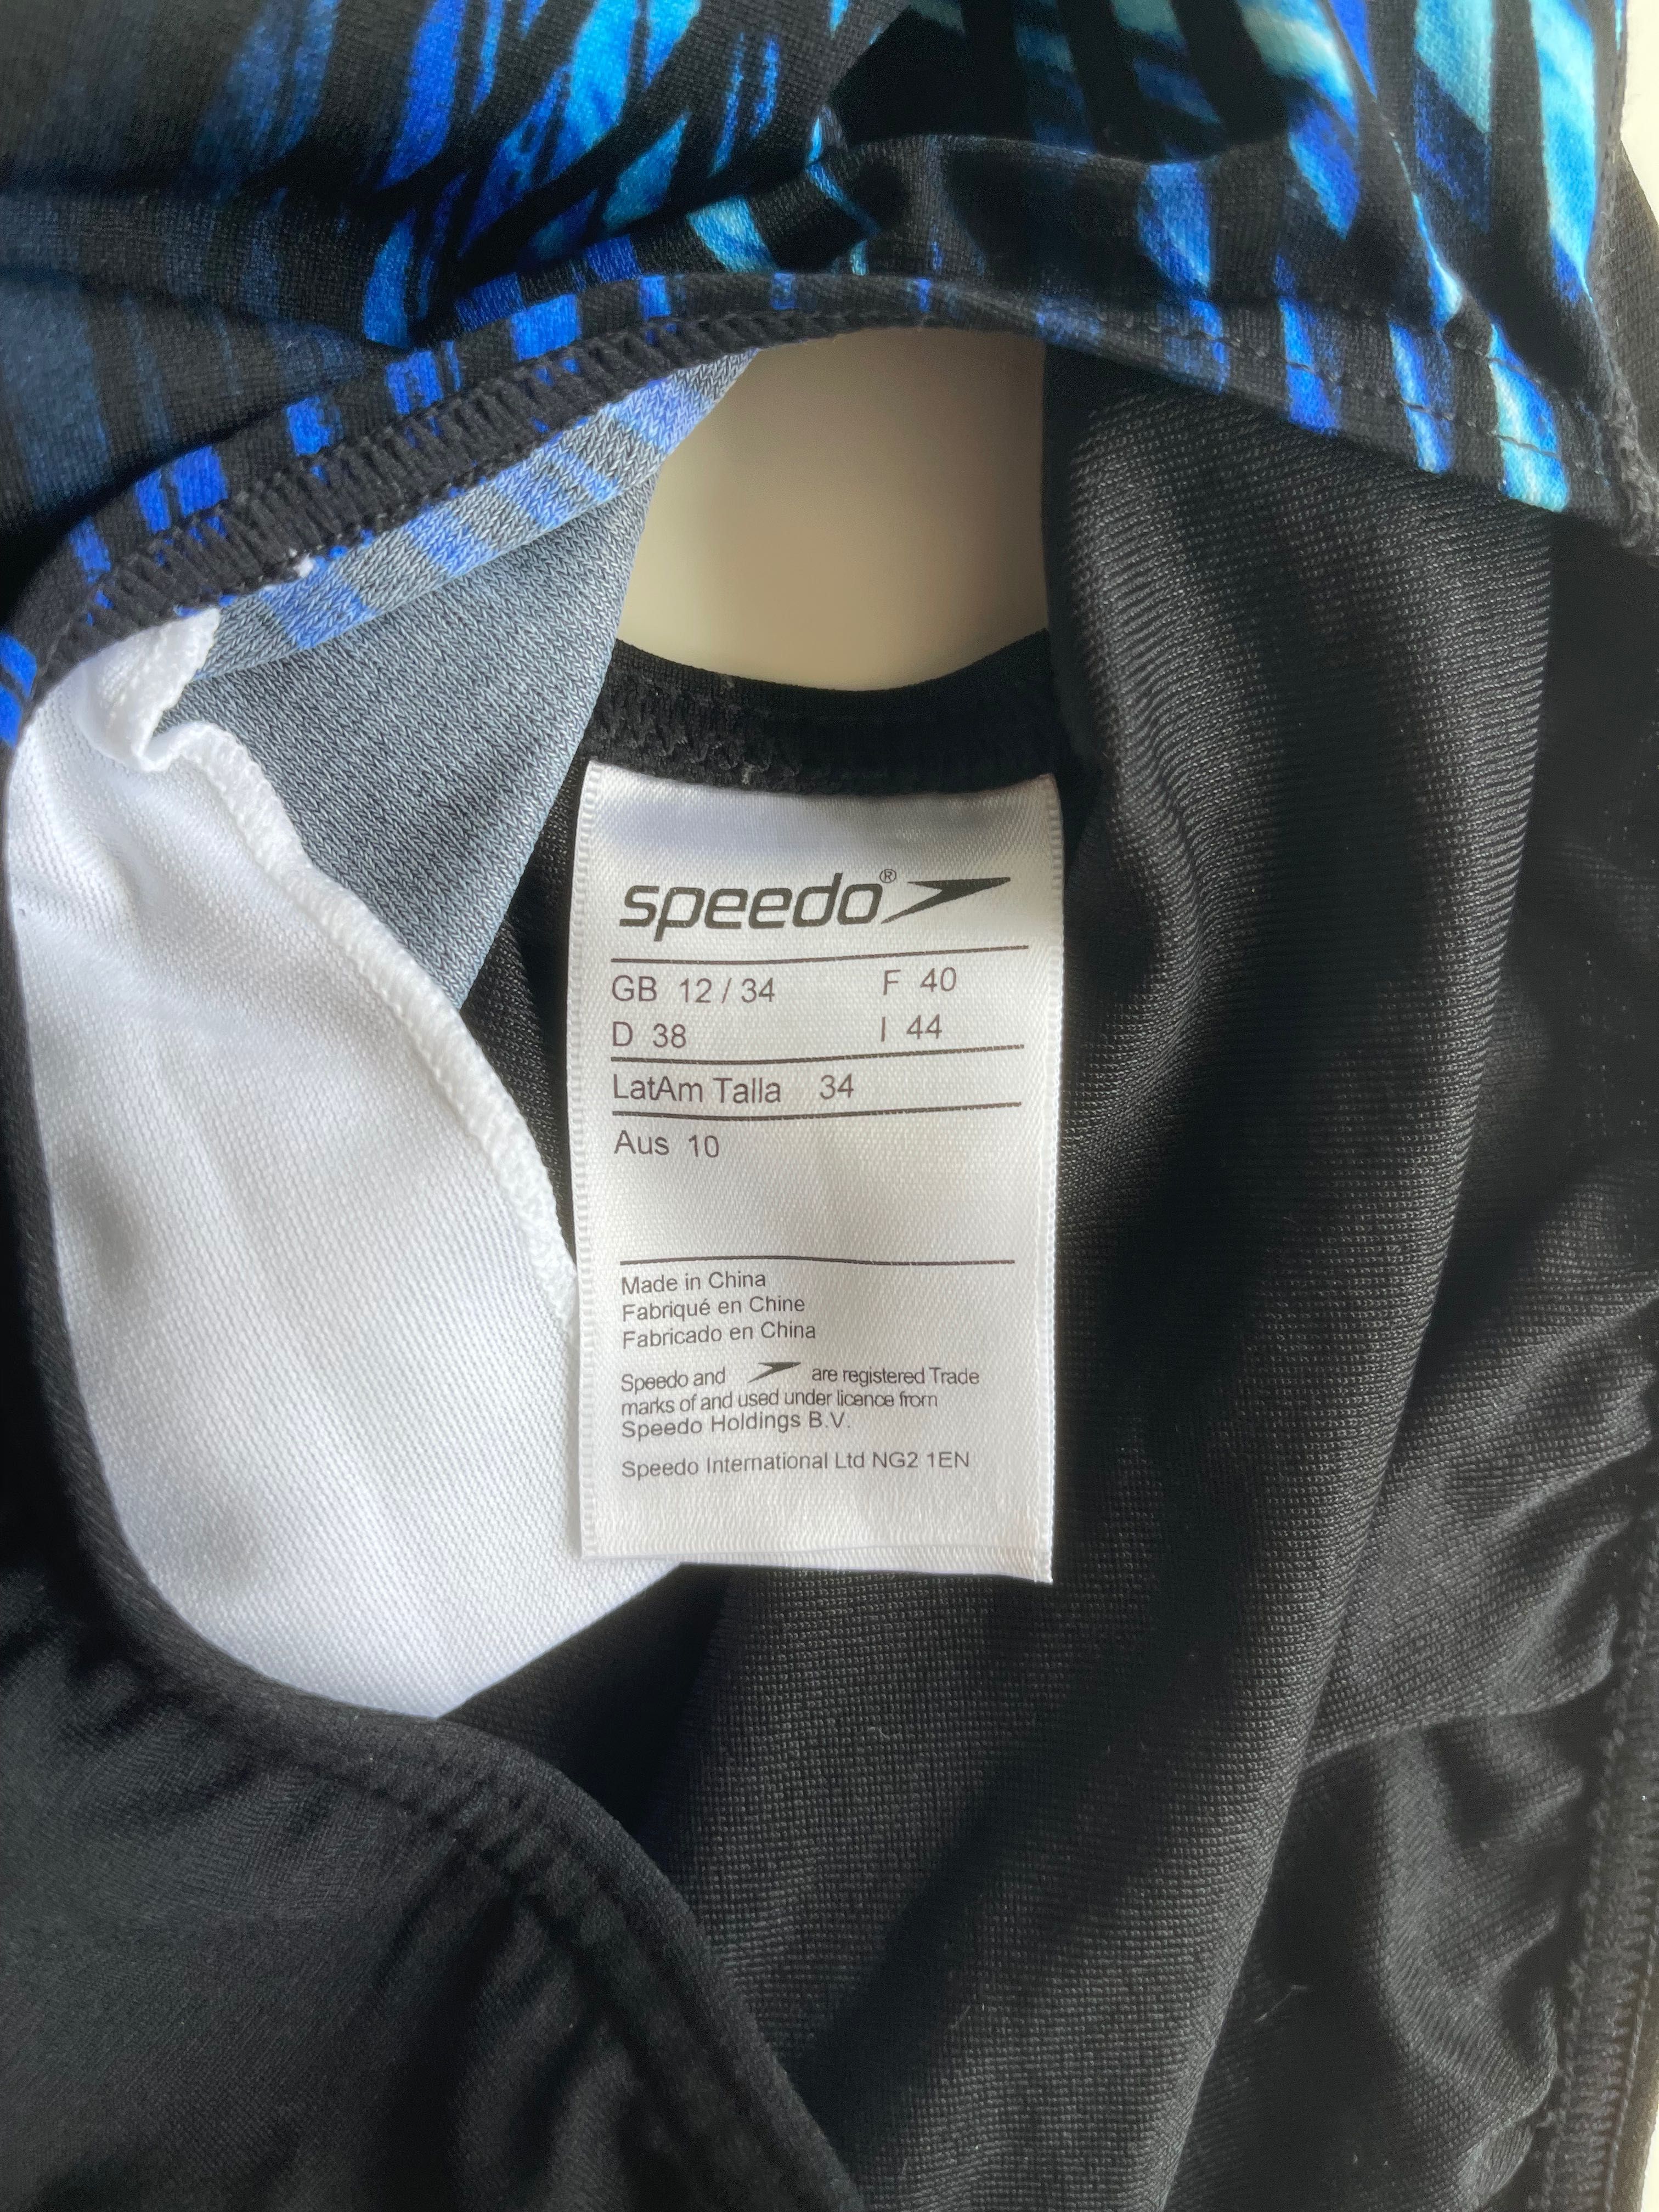 speedo®
GB 12 / 34 F 40
D 38 I 44
LatAm Talla 34
Aus 10
Made in China
Fabriqué en Chine
Fabricado en China
Speedo and are registered Trade
marks of and used under licence from
Speedo Holdings B.V.
Speedo International Ltd NG2 1EN